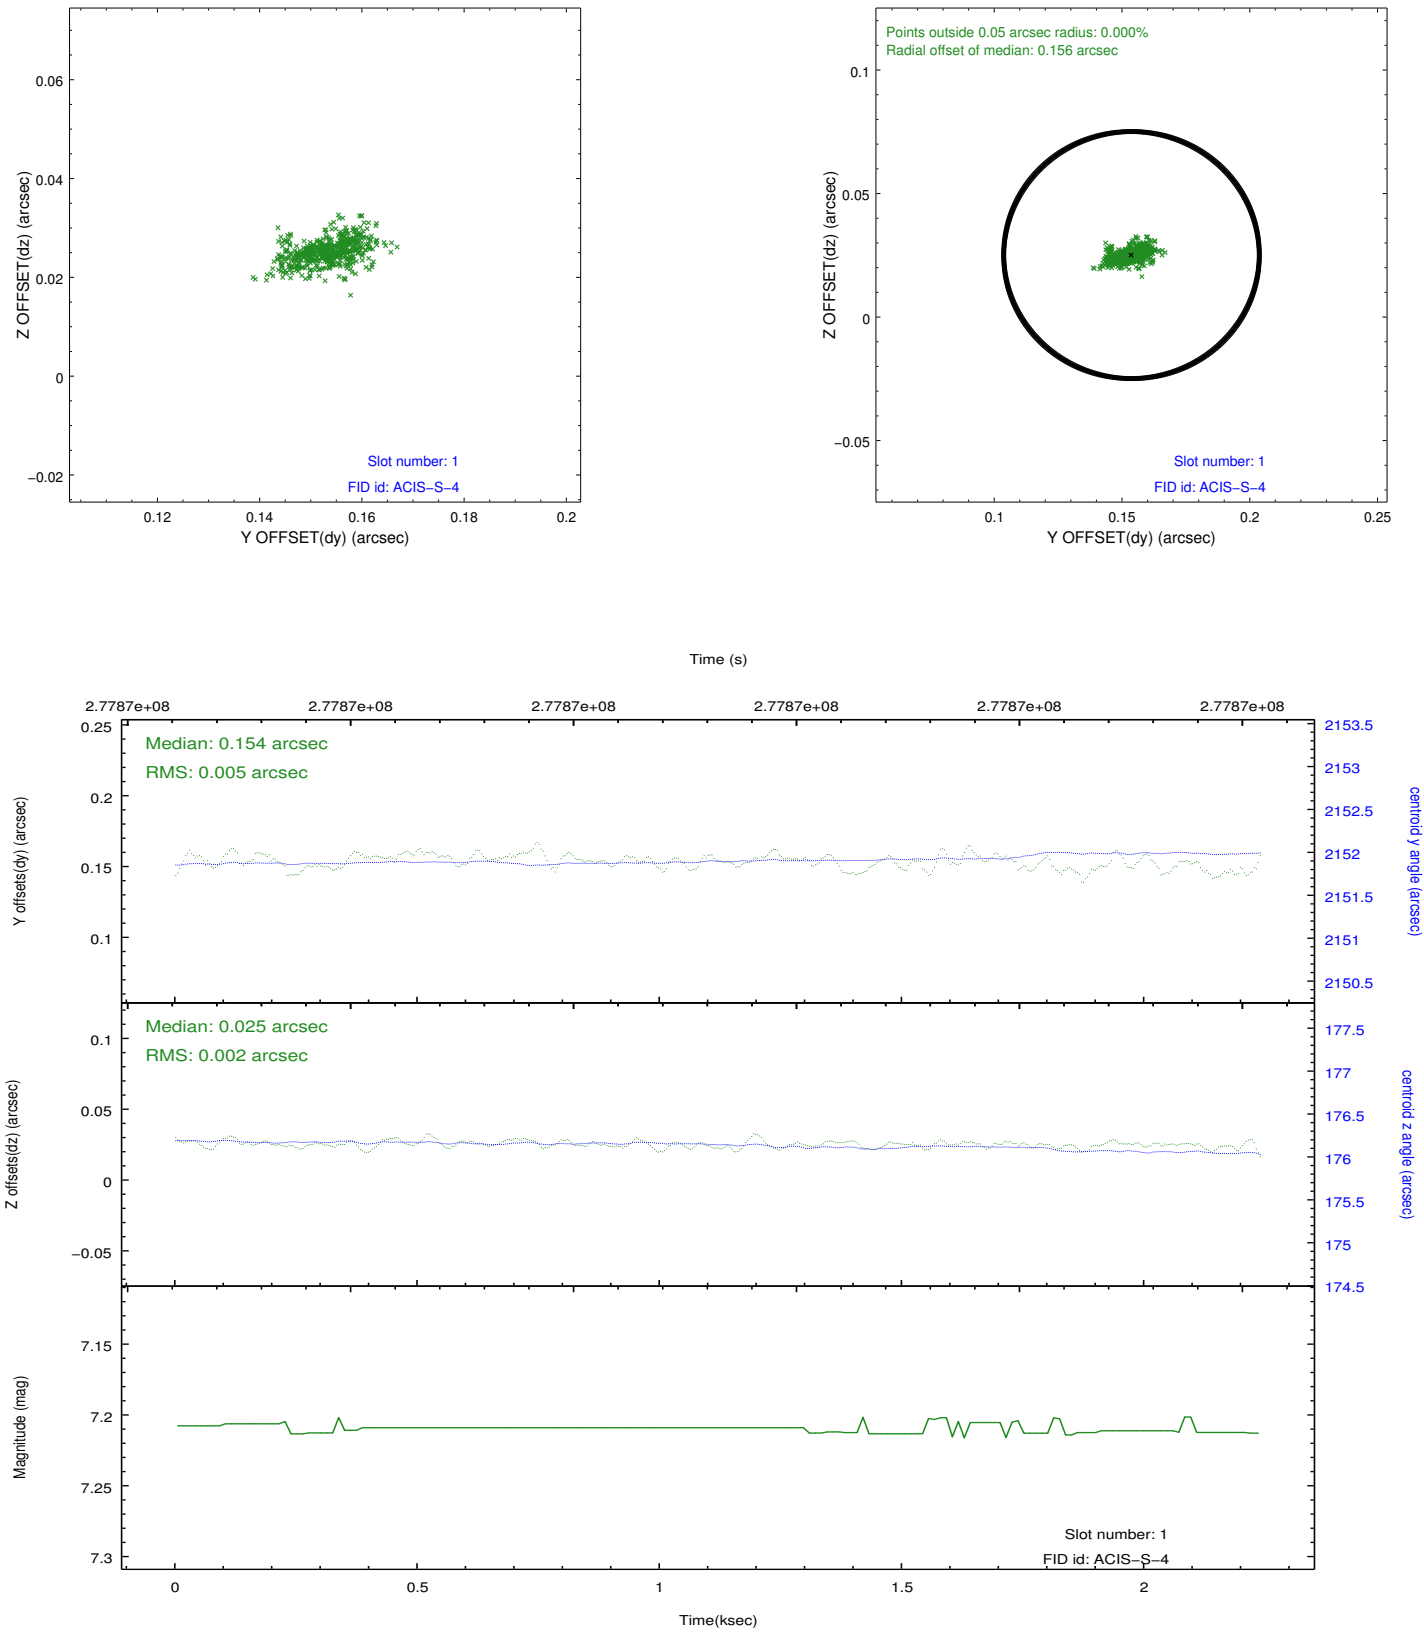 0.06
0.04
0.02
0
−0.02
Z OFFSET(dz) (arcsec)
Slot number: 1
FID id: ACIS−S−4
0.12 0.14 0.16 0.18 0.2
Y OFFSET(dy) (arcsec)
Points outside 0.05 arcsec radius: 0.000%
Radial offset of median: 0.156 arcsec
0.1
0.05
0
−0.05
Z OFFSET(dz) (arcsec)
Slot number: 1
FID id: ACIS−S−4
0.1 0.15 0.2 0.25
Y OFFSET(dy) (arcsec)
Time (s)
2.7787e+08 2.7787e+08 2.7787e+08 2.7787e+08 2.7787e+08 2.7787e+08
Median: 0.154 arcsec
RMS: 0.005 arcsec
0.25
0.2
0.15
0.1
Y offsets(dy) (arcsec)
2153.5
2153
2152.5
2152
2151.5
2151
2150.5
centroid y angle (arcsec)
Median: 0.025 arcsec
RMS: 0.002 arcsec
0.1
0.05
0
−0.05
Z offsets(dz) (arcsec)
177.5
177
176.5
176
175.5
175
174.5
centroid z angle (arcsec)
7.15
7.2
7.25
7.3
Magnitude (mag)
Slot number: 1
FID id: ACIS−S−4
0 0.5 1 1.5 2
Time(ksec)